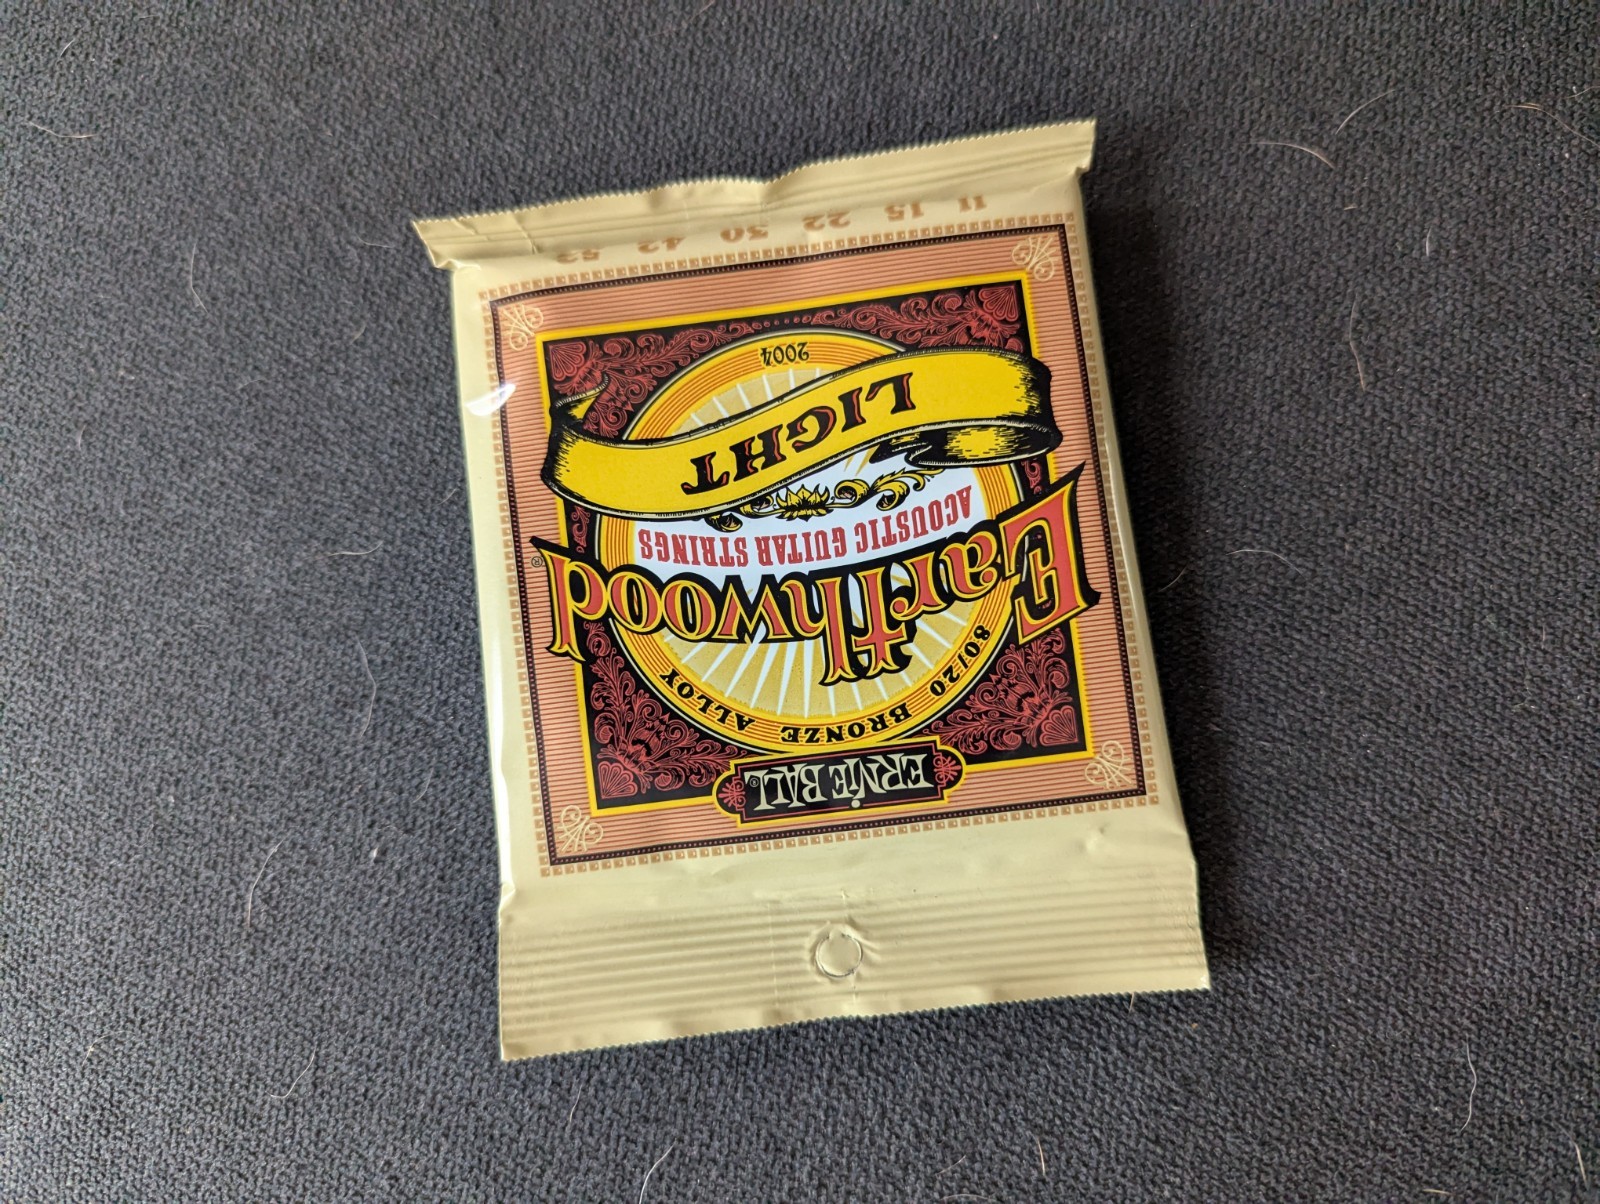 ERNIE BALL®
80/20 BRONZE ALLOY
Earthwood®
ACOUSTIC GUITAR STRINGS
LIGHT
2004
11 15 22 30 42 52